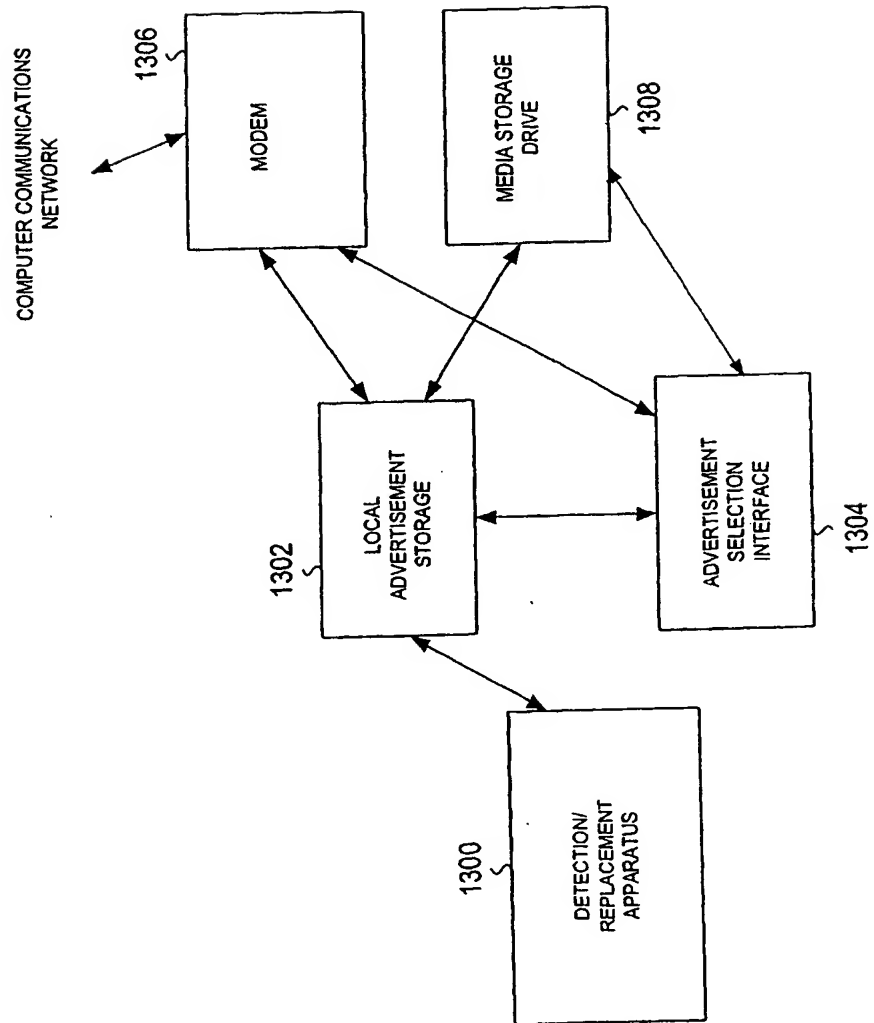 COMPUTER COMMUNICATIONS
NETWORK
1306
MODEM
MEDIA STORAGE
DRIVE
1308
1302
LOCAL
ADVERTISEMENT
STORAGE
ADVERTISEMENT
SELECTION
INTERFACE
1304
1300
DETECTION/
REPLACEMENT
APPARATUS